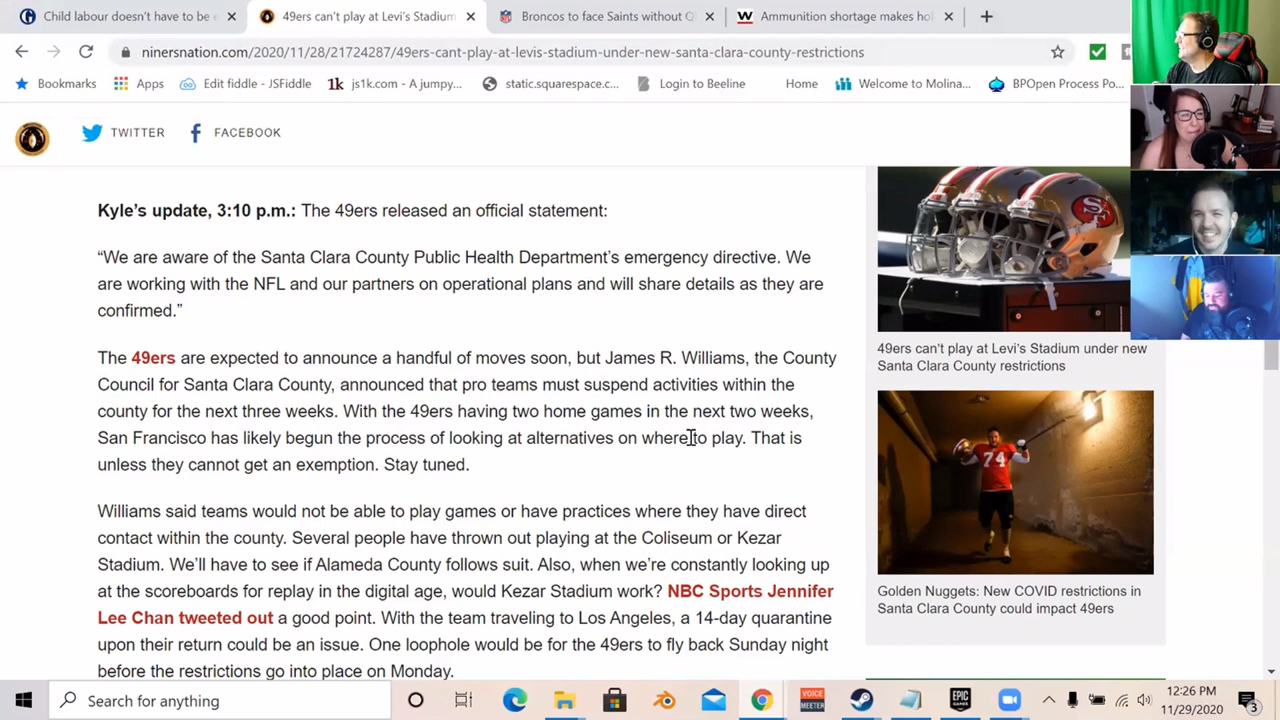 Child labour doesn't have to be
49ers can't play at Levi's Stadium
Broncos to face Saints without Q
Ammunition shortage makes ho
ninersnation.com/2020/11/28/21724287/49ers-cant-play-at-levis-stadium-under-new-santa-clara-county-restrictions
Bookmarks Apps Edit fiddle - JSFiddle js1k.com - A jumpy... static.squarespace.c... Login to Beeline Home Welcome to Molina... BPOpen Process Po...
TWITTER FACEBOOK
Kyle's update, 3:10 p.m.: The 49ers released an official statement:
“We are aware of the Santa Clara County Public Health Department's emergency directive. We
are working with the NFL and our partners on operational plans and will share details as they are
confirmed.”
The 49ers are expected to announce a handful of moves soon, but James R. Williams, the County
Council for Santa Clara County, announced that pro teams must suspend activities within the
county for the next three weeks. With the 49ers having two home games in the next two weeks,
San Francisco has likely begun the process of looking at alternatives on where to play. That is
unless they cannot get an exemption. Stay tuned.
Williams said teams would not be able to play games or have practices where they have direct
contact within the county. Several people have thrown out playing at the Coliseum or Kezar
Stadium. We'll have to see if Alameda County follows suit. Also, when we're constantly looking up
at the scoreboards for replay in the digital age, would Kezar Stadium work? NBC Sports Jennifer
Lee Chan tweeted out a good point. With the team traveling to Los Angeles, a 14-day quarantine
upon their return could be an issue. One loophole would be for the 49ers to fly back Sunday night
before the restrictions go into place on Monday.
SF
49ers can't play at Levi's Stadium under new
Santa Clara County restrictions
74
Golden Nuggets: New COVID restrictions in
Santa Clara County could impact 49ers
Search for anything
VOICE
MEETER
EPIC
GAMES
12:26 PM
11/29/2020
3